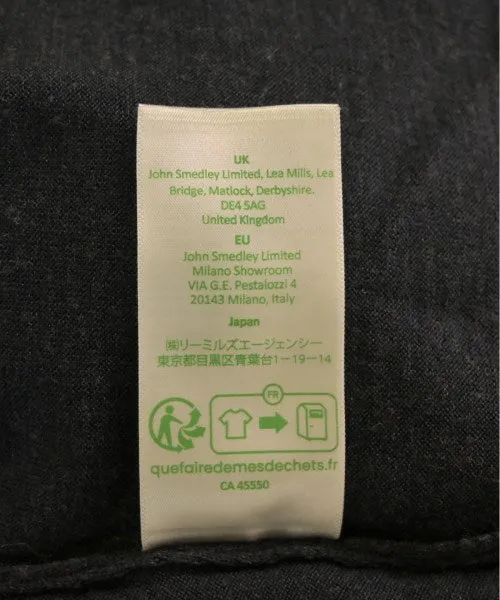 UK
John Smedley Limited, Lea Mills, Lea
Bridge, Matlock, Derbyshire.
DE4 5AG
United Kingdom
EU
John Smedley Limited
Milano Showroom
VIA G.E. Pestalozzi 4
20143 Milano, Italy
Japan
㈱リーミルズエージェンシー
東京都目黒区青葉台1-19-14
FR
quefairedemesdechets.fr
CA 45550